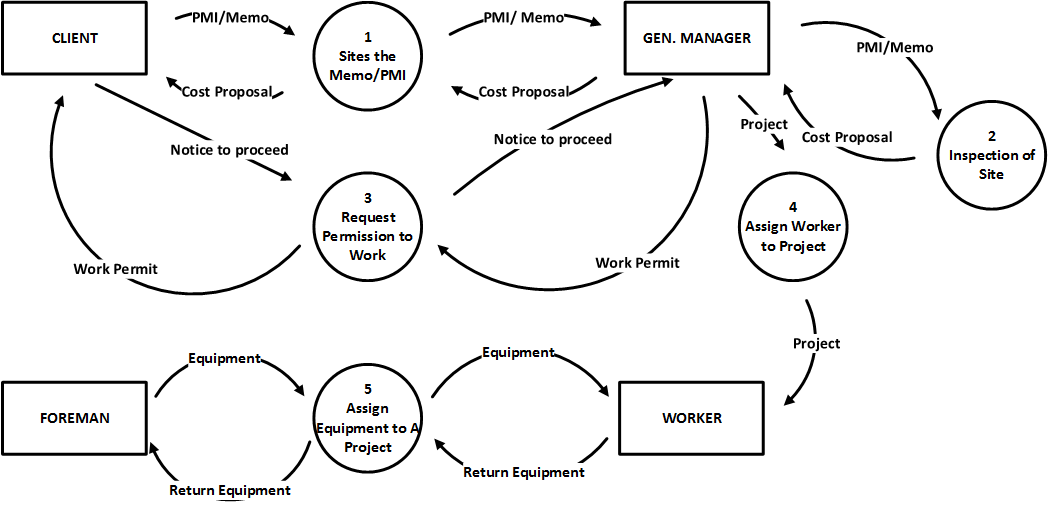 CLIENT
PMI/Memo
1
Sites the
Memo/PMI
PMI/ Memo
GEN. MANAGER
PMI/Memo
Cost Proposal
Cost Proposal
Project
Cost Proposal
2
Inspection of
Site
Notice to proceed
Notice to proceed
3
Request
Permission to
Work
4
Assign Worker
to Project
Work Permit
Work Permit
Project
Equipment
Equipment
FOREMAN
5
Assign
Equipment to A
Project
WORKER
Return Equipment
Return Equipment